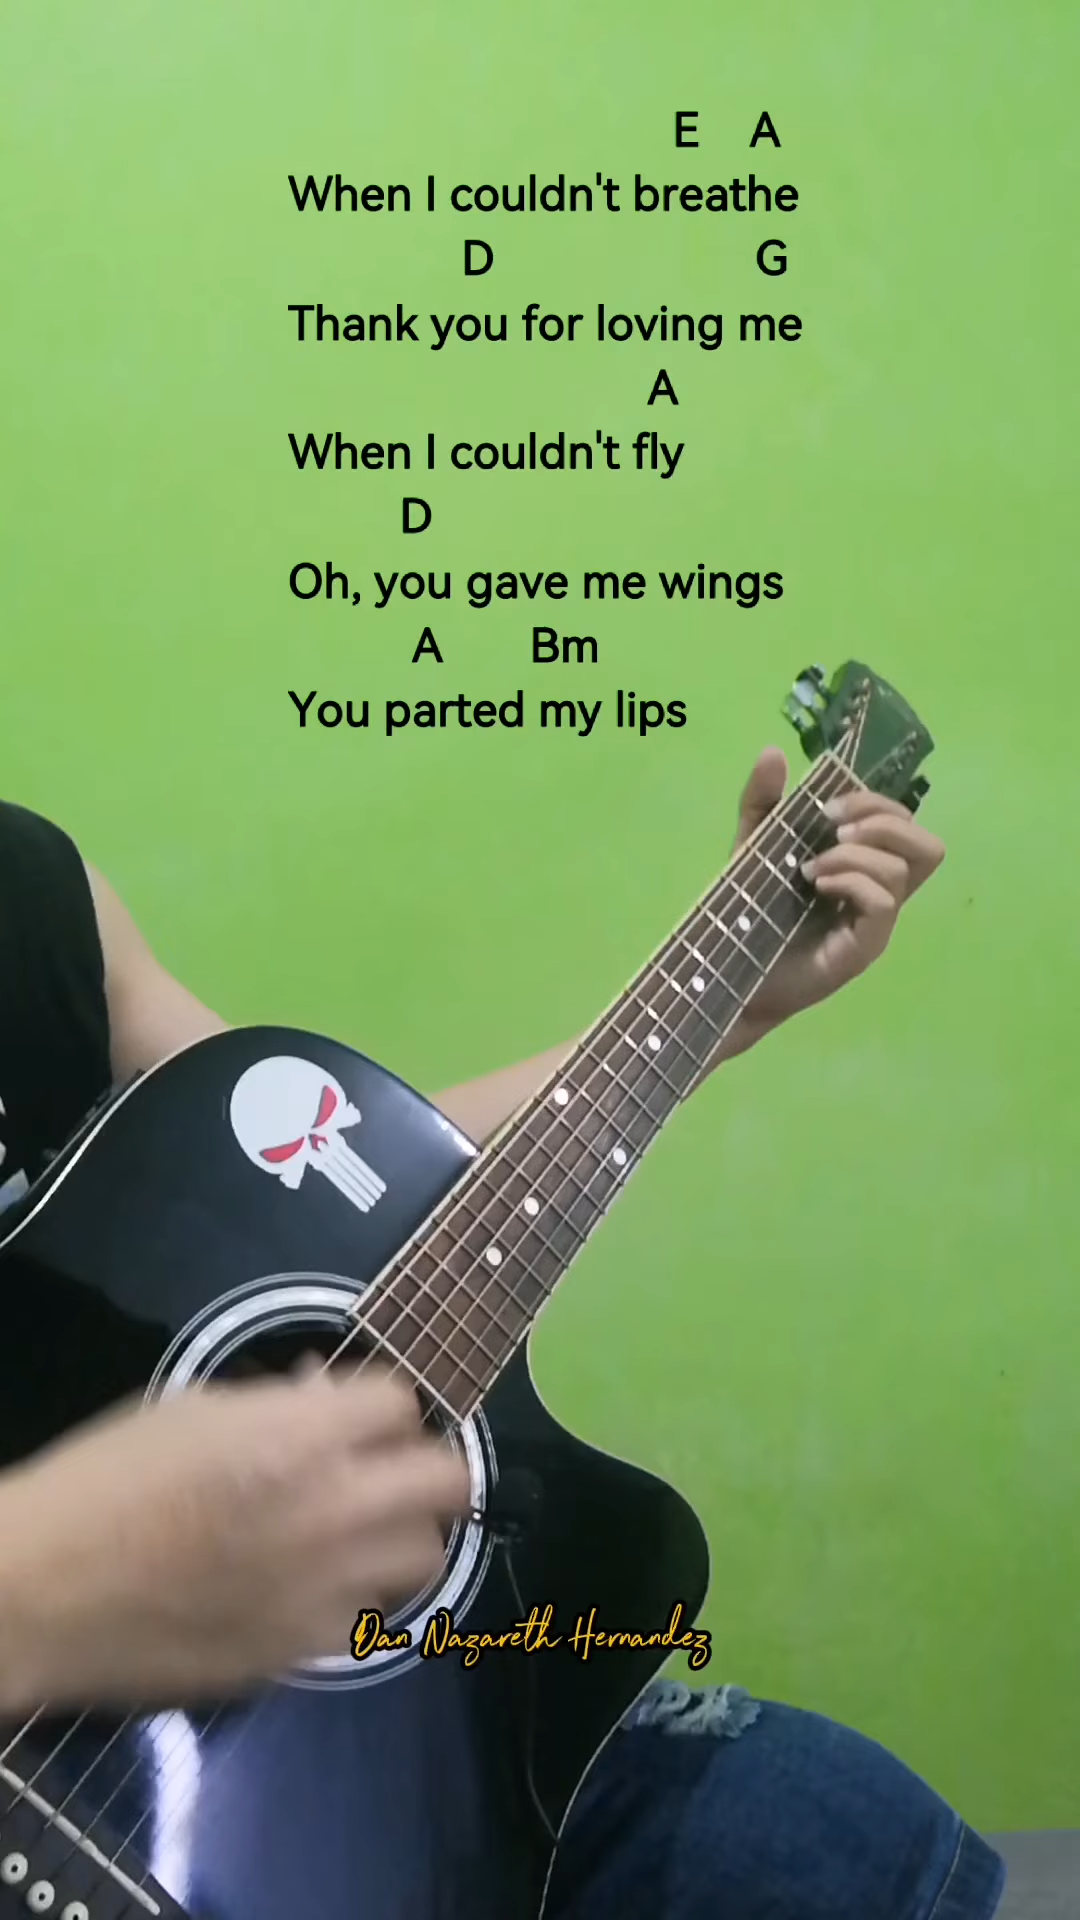 E A
When I couldn't breathe
D G
Thank you for loving me
A
When I couldn't fly
D
Oh, you gave me wings
A Bm
You parted my lips
Dan Nazareth Hernandez